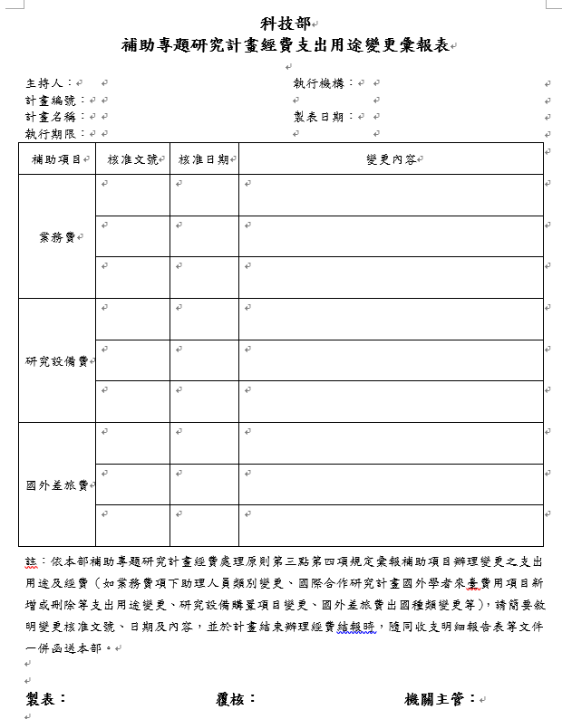 科技部
補助專題研究計畫經費支出用途變更彙報表
主持人： 執行機構：
計畫編號：
計畫名稱： 製表日期：
執行期限：
補助項目 核准文號 核准日期 變更內容
業務費
研究設備費
國外差旅費
註：依本部補助專題研究計畫經費處理原則第三點第四項規定彙報補助項目辦理變更之支出
用途及經費（如業務費項下助理人員類別變更、國際合作研究計畫國外學者來臺費用項目新
增或刪除等支出用途變更、研究設備購置項目變更、國外差旅費出國種類變更等），請簡要敘
明變更核准文號、日期及內容，並於計畫結束辦理經費結報時，隨同收支明細報告表等文件
一併函送本部。
製表： 覆核： 機關主管：